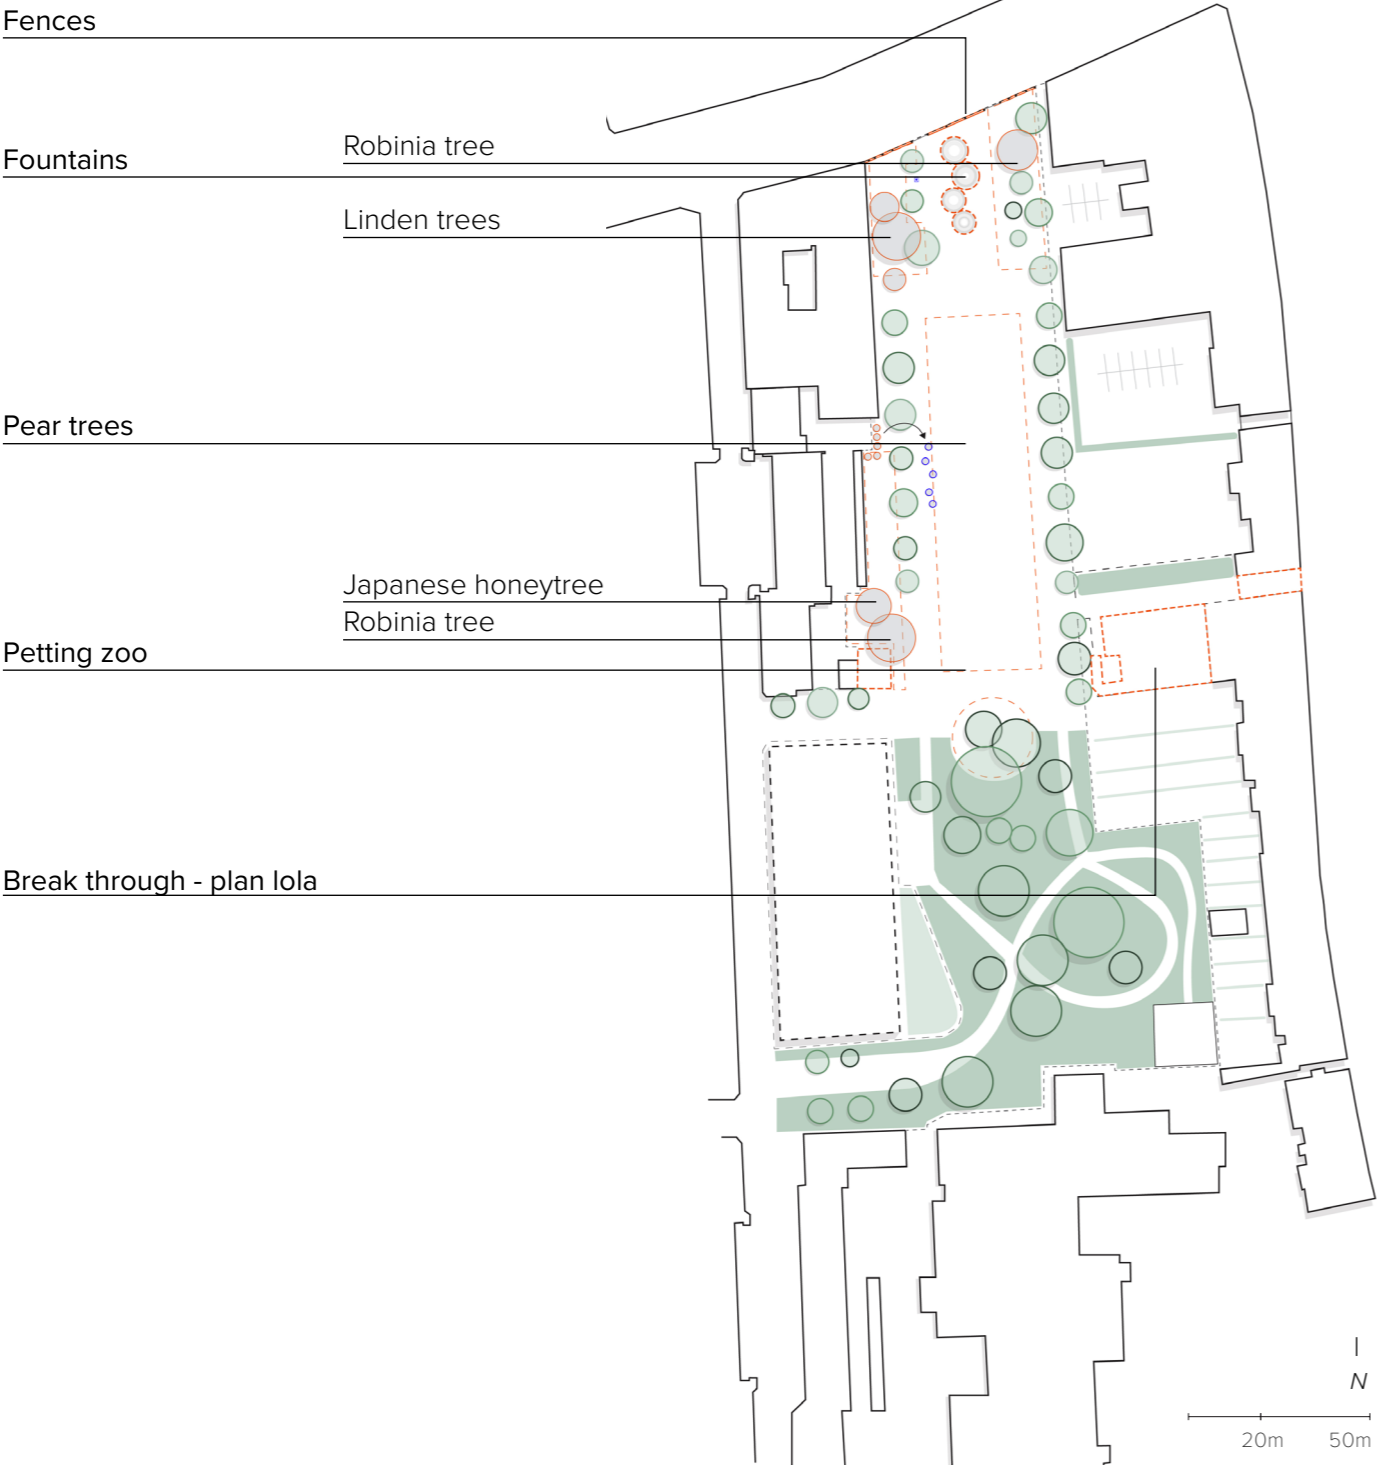 Fences
Robinia tree
Fountains
Linden trees
Pear trees
Japanese honeytree
Robinia tree
Petting zoo
Break through - plan lola
N
20m 50m